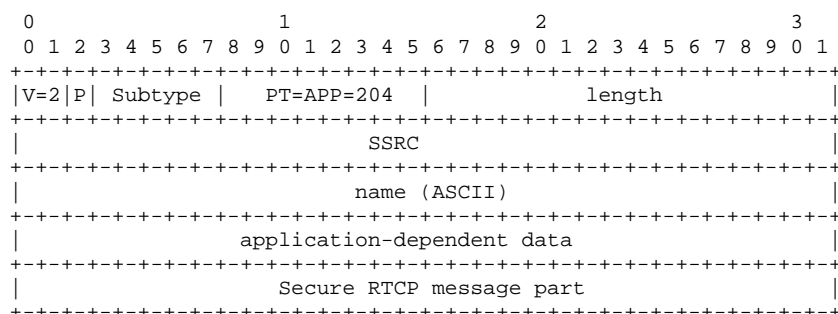 0                   1                   2                   3
 0 1 2 3 4 5 6 7 8 9 0 1 2 3 4 5 6 7 8 9 0 1 2 3 4 5 6 7 8 9 0 1
+-+-+-+-+-+-+-+-+-+-+-+-+-+-+-+-+-+-+-+-+-+-+-+-+-+-+-+-+-+-+-+-+
|V=2|P| Subtype |   PT=APP=204  |            length             |
+-+-+-+-+-+-+-+-+-+-+-+-+-+-+-+-+-+-+-+-+-+-+-+-+-+-+-+-+-+-+-+-+
|                           SSRC                                |
+-+-+-+-+-+-+-+-+-+-+-+-+-+-+-+-+-+-+-+-+-+-+-+-+-+-+-+-+-+-+-+-+
|                          name (ASCII)                         |
+-+-+-+-+-+-+-+-+-+-+-+-+-+-+-+-+-+-+-+-+-+-+-+-+-+-+-+-+-+-+-+-+
|                 application-dependent data                    |
+-+-+-+-+-+-+-+-+-+-+-+-+-+-+-+-+-+-+-+-+-+-+-+-+-+-+-+-+-+-+-+-+
|                    Secure RTCP message part                   |
+-+-+-+-+-+-+-+-+-+-+-+-+-+-+-+-+-+-+-+-+-+-+-+-+-+-+-+-+-+-+-+-+